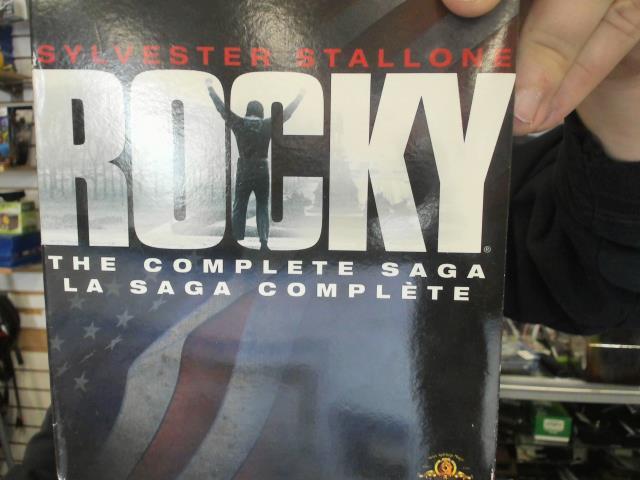 SYLVESTER STALLONE
ROCKY®
THE COMPLETE SAGA
LA SAGA COMPLÈTE